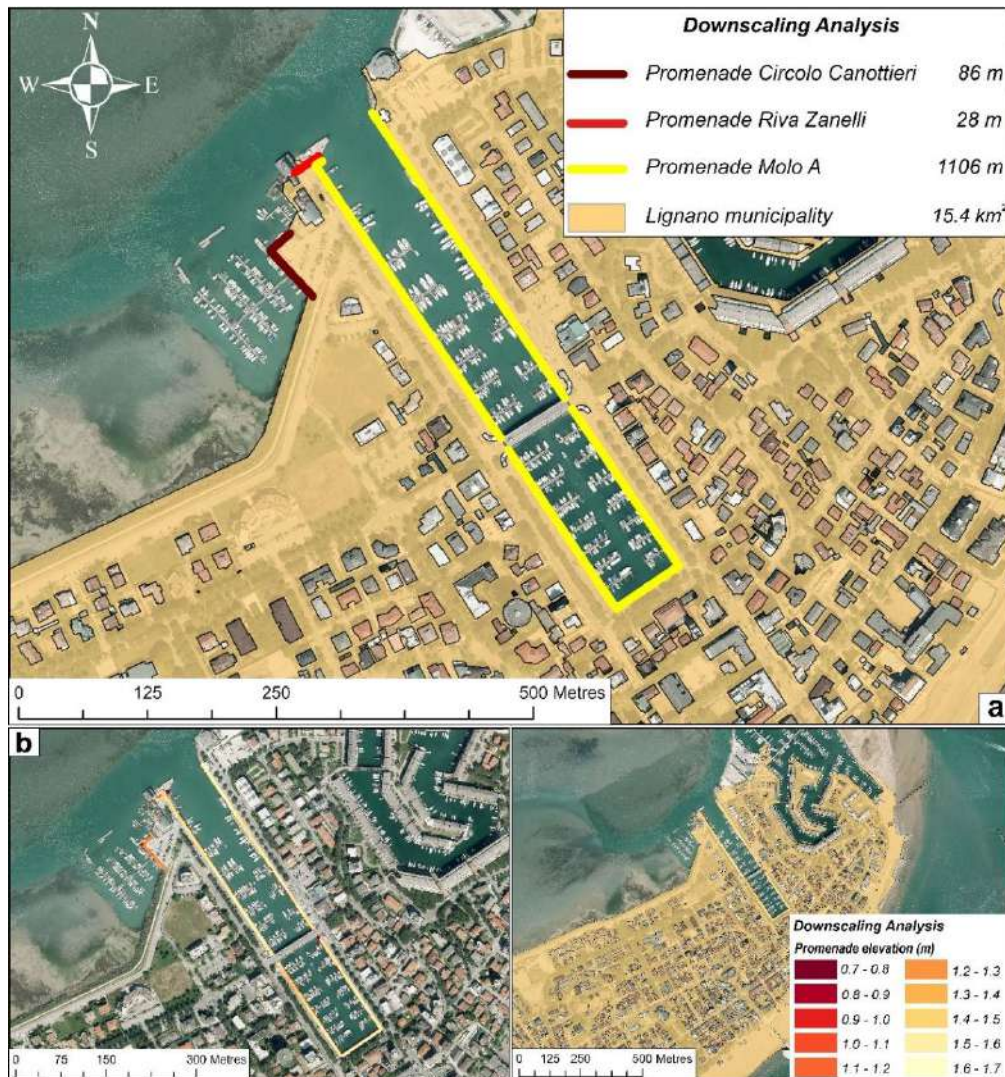 N
W E
S
Downscaling Analysis
Promenade Circolo Canottieri 86 m
Promenade Riva Zanelli 28 m
Promenade Molo A 1106 m
Lignano municipality 15.4 km²
0 125 250 500 Metres
a
b
0 75 150 300 Metres
0 125 250 500 Metres
Downscaling Analysis
Promenade elevation (m)
0.7 - 0.8 1.2 - 1.3
0.8 - 0.9 1.3 - 1.4
0.9 - 1.0 1.4 - 1.5
1.0 - 1.1 1.5 - 1.6
1.1 - 1.2 1.6 - 1.7